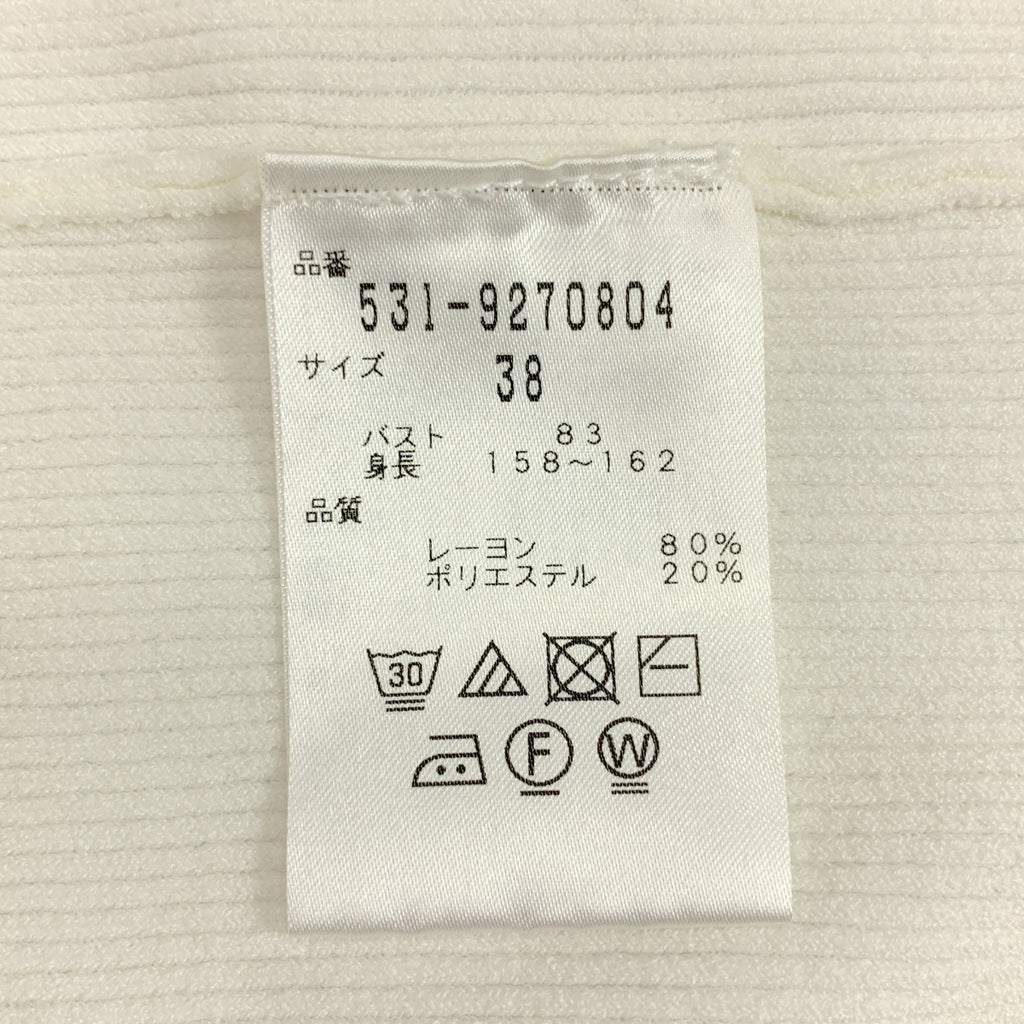 品番
531-9270804
サイズ 38
バスト 83
身長 158~162
品質
レーヨン 80%
ポリエステル 20%
30
F W